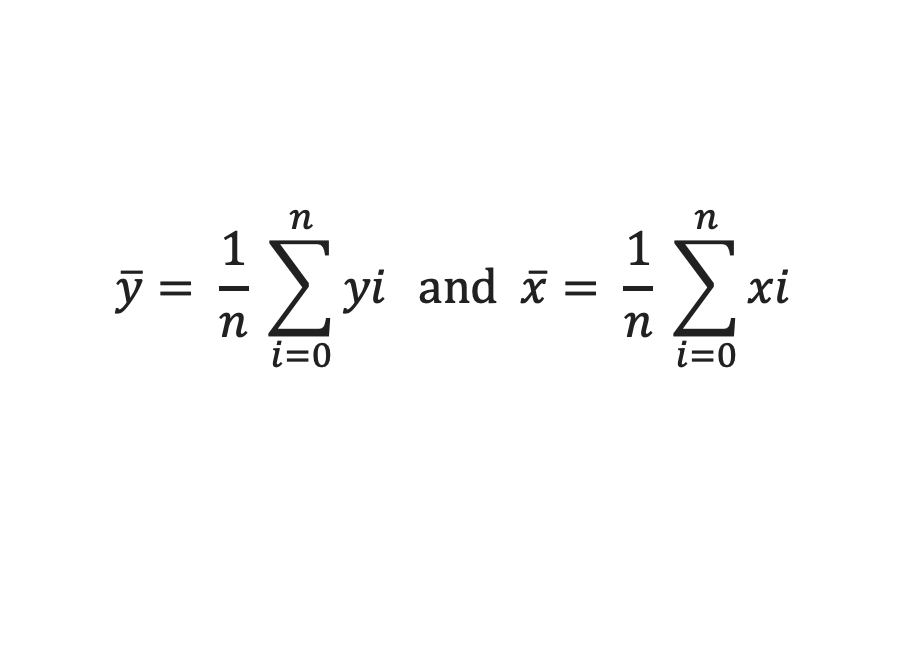 ȳ = 1/n ∑_{i=0}^{n} yi and x̄ = 1/n ∑_{i=0}^{n} xi